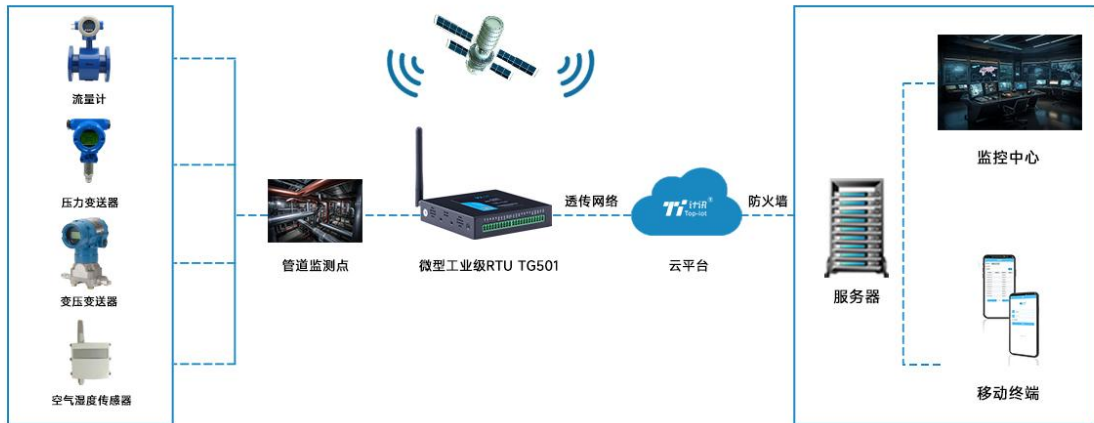 流量计
压力变送器
变压变送器
空气湿度传感器
管道监测点
微型工业级RTU TG501
透传网络
Ti 计讯®
Top-iot
云平台
防火墙
服务器
监控中心
移动终端